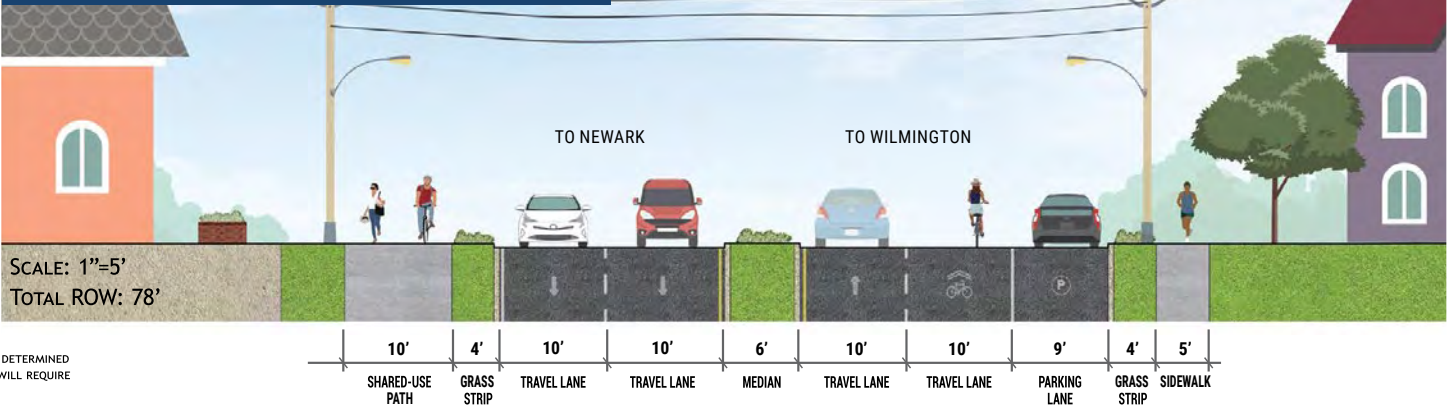 TO NEWARK
TO WILMINGTON
SCALE: 1”=5’
TOTAL ROW: 78’
P
DETERMINED
WILL REQUIRE
10’ 4’ 10’ 10’ 6’ 10’ 10’ 9’ 4’ 5’
SHARED-USE PATH
GRASS STRIP
TRAVEL LANE
TRAVEL LANE
MEDIAN
TRAVEL LANE
TRAVEL LANE
PARKING LANE
GRASS STRIP
SIDEWALK